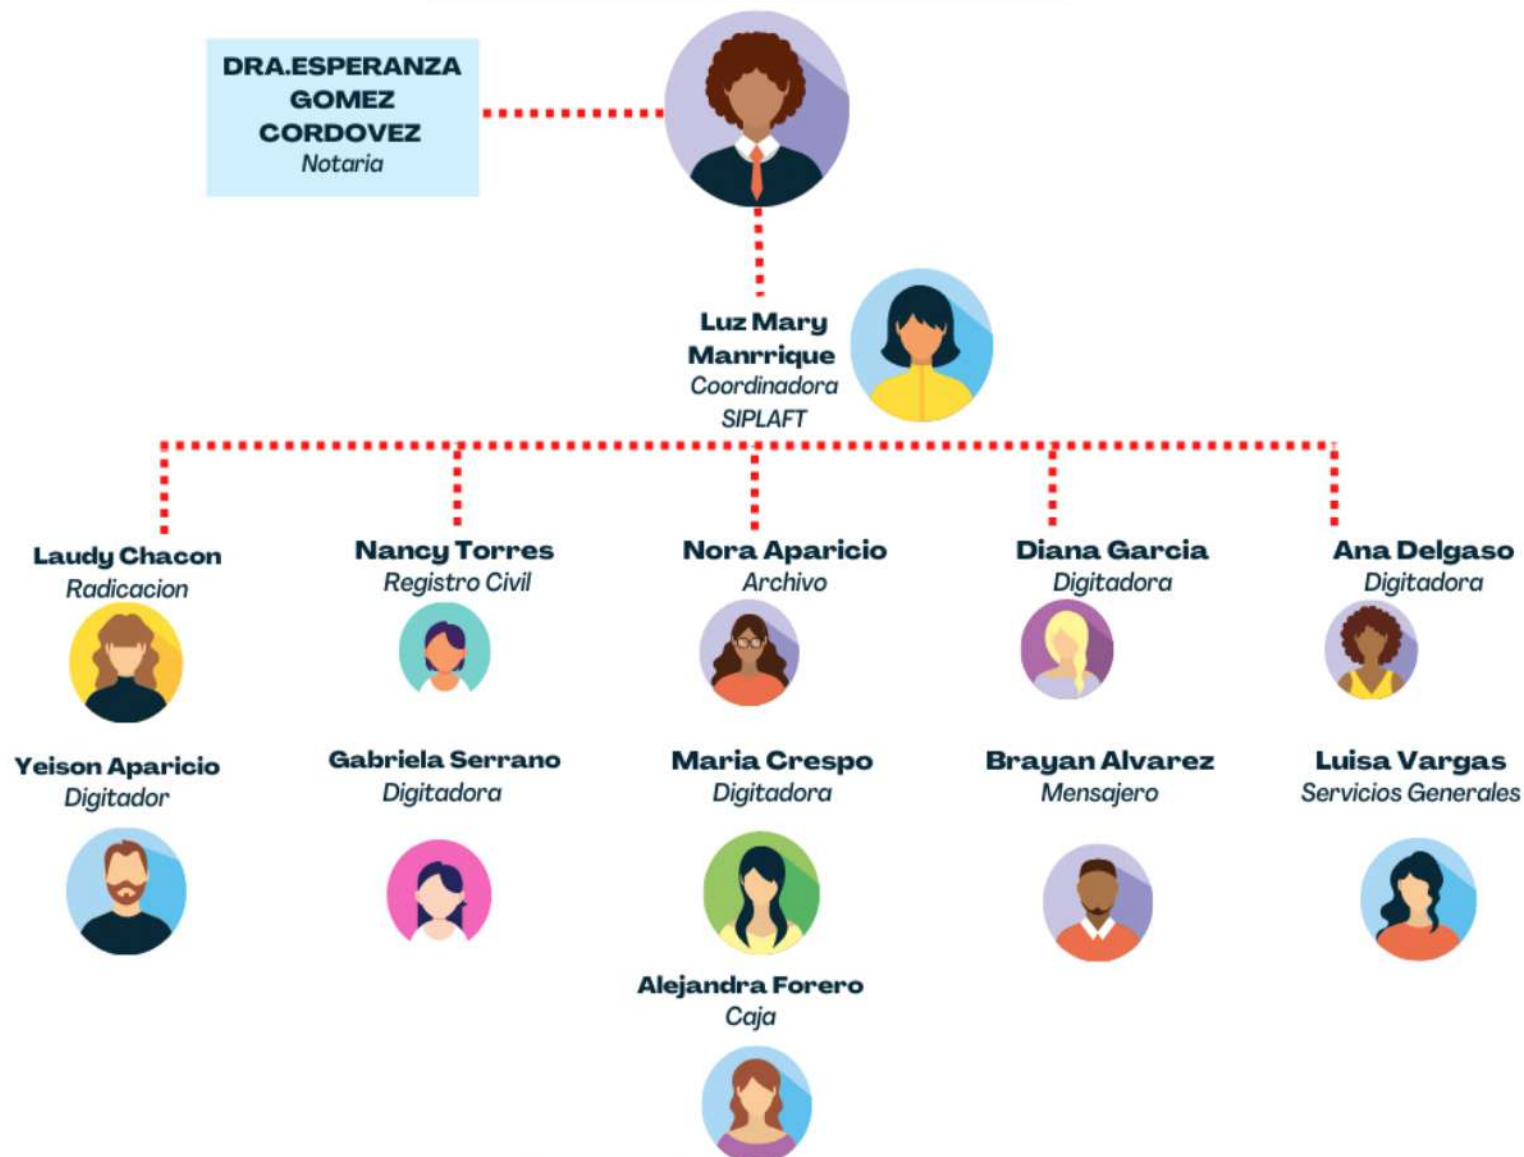 DRA.ESPERANZA
GOMEZ
CORDOVEZ
Notaria
Luz Mary
Manrrique
Coordinadora
SIPLAFT
Laudy Chacon
Radicacion
Nancy Torres
Registro Civil
Nora Aparicio
Archivo
Diana Garcia
Digitadora
Ana Delgaso
Digitadora
Yeison Aparicio
Digitador
Gabriela Serrano
Digitadora
Maria Crespo
Digitadora
Brayan Alvarez
Mensajero
Luisa Vargas
Servicios Generales
Alejandra Forero
Caja